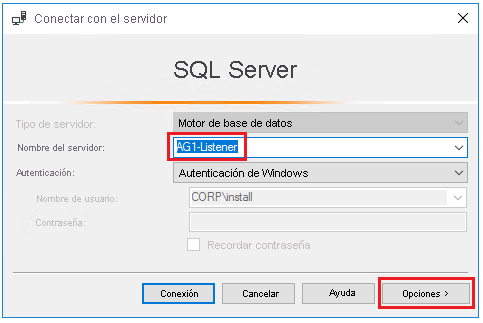 Conectar con el servidor
SQL Server
Tipo de servidor: Motor de base de datos
Nombre del servidor: AG1-Listener
Autenticación: Autenticación de Windows
Nombre de usuario: CORP\install
Contraseña:
Recordar contraseña
Conexión Cancelar Ayuda Opciones >